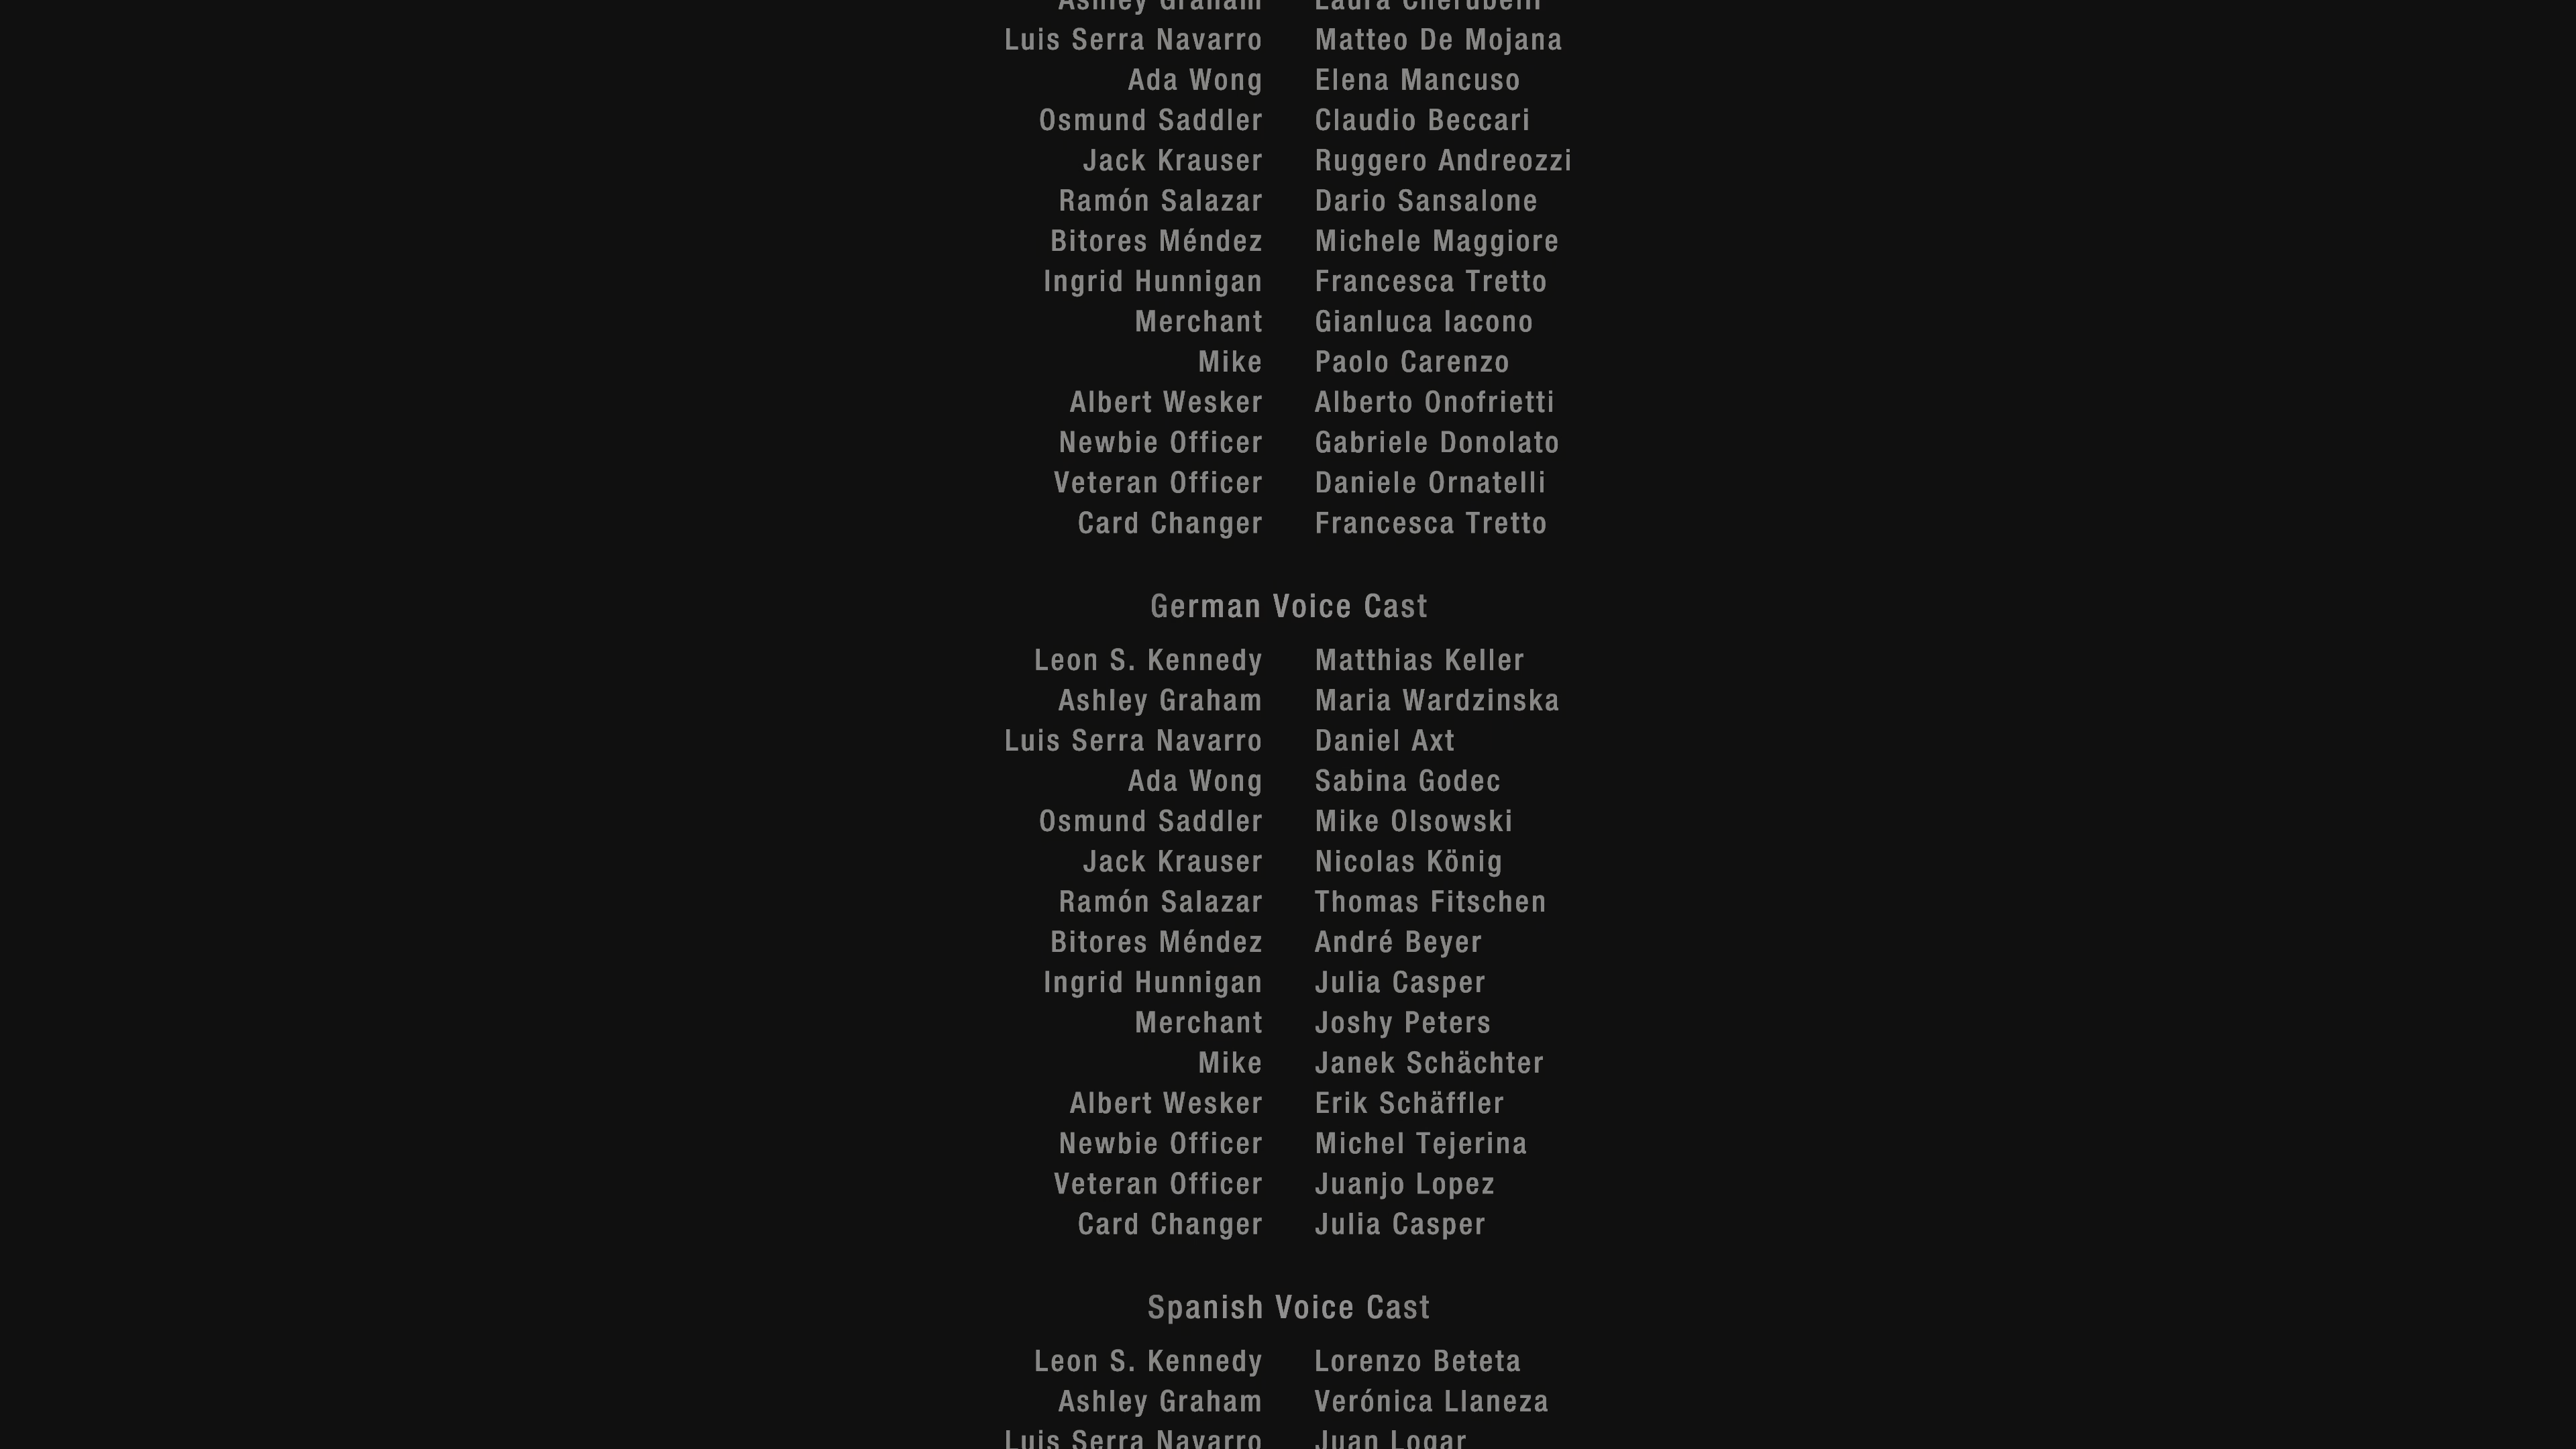 Ashley Graham Laura Cherubelli
Luis Serra Navarro Matteo De Mojana
Ada Wong Elena Mancuso
Osmund Saddler Claudio Beccari
Jack Krauser Ruggero Andreozzi
Ramón Salazar Dario Sansalone
Bitores Méndez Michele Maggiore
Ingrid Hunnigan Francesca Tretto
Merchant Gianluca Iacono
Mike Paolo Carenzo
Albert Wesker Alberto Onofrietti
Newbie Officer Gabriele Donolato
Veteran Officer Daniele Ornatelli
Card Changer Francesca Tretto
German Voice Cast
Leon S. Kennedy Matthias Keller
Ashley Graham Maria Wardzinska
Luis Serra Navarro Daniel Axt
Ada Wong Sabina Godec
Osmund Saddler Mike Olsowski
Jack Krauser Nicolas König
Ramón Salazar Thomas Fitschen
Bitores Méndez André Beyer
Ingrid Hunnigan Julia Casper
Merchant Joshy Peters
Mike Janek Schächter
Albert Wesker Erik Schäffler
Newbie Officer Michel Tejerina
Veteran Officer Juanjo Lopez
Card Changer Julia Casper
Spanish Voice Cast
Leon S. Kennedy Lorenzo Beteta
Ashley Graham Verónica Llaneza
Luis Serra Navarro Juan Logar